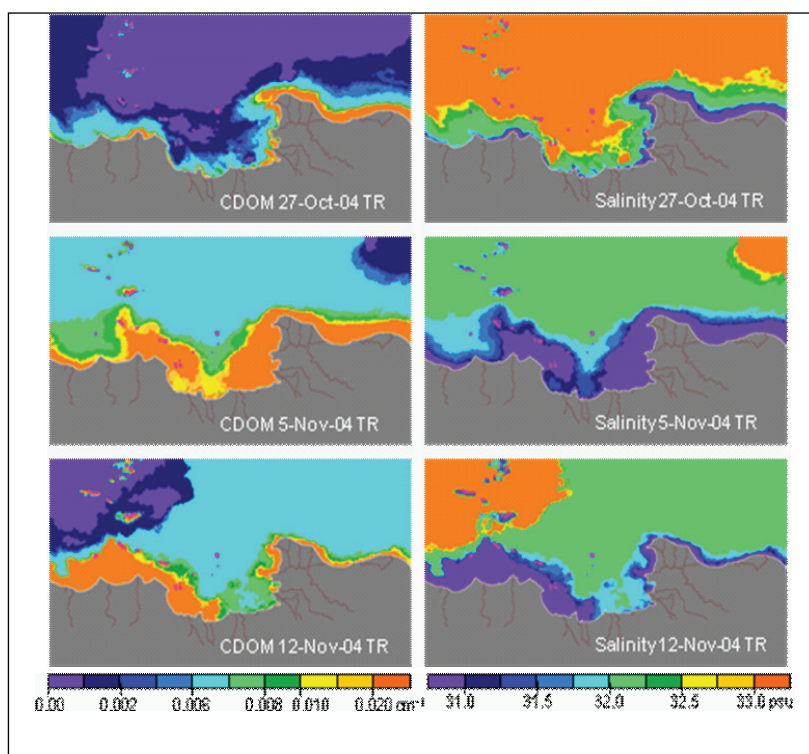 CDOM 27-Oct-04 TR
Salinity 27-Oct-04 TR
CDOM 5-Nov-04 TR
Salinity 5-Nov-04 TR
CDOM 12-Nov-04 TR
Salinity 12-Nov-04 TR
0.00 0.002 0.006 0.008 0.010 0.020 cm⁻¹ 31.0 31.5 32.0 32.5 33.0 psu